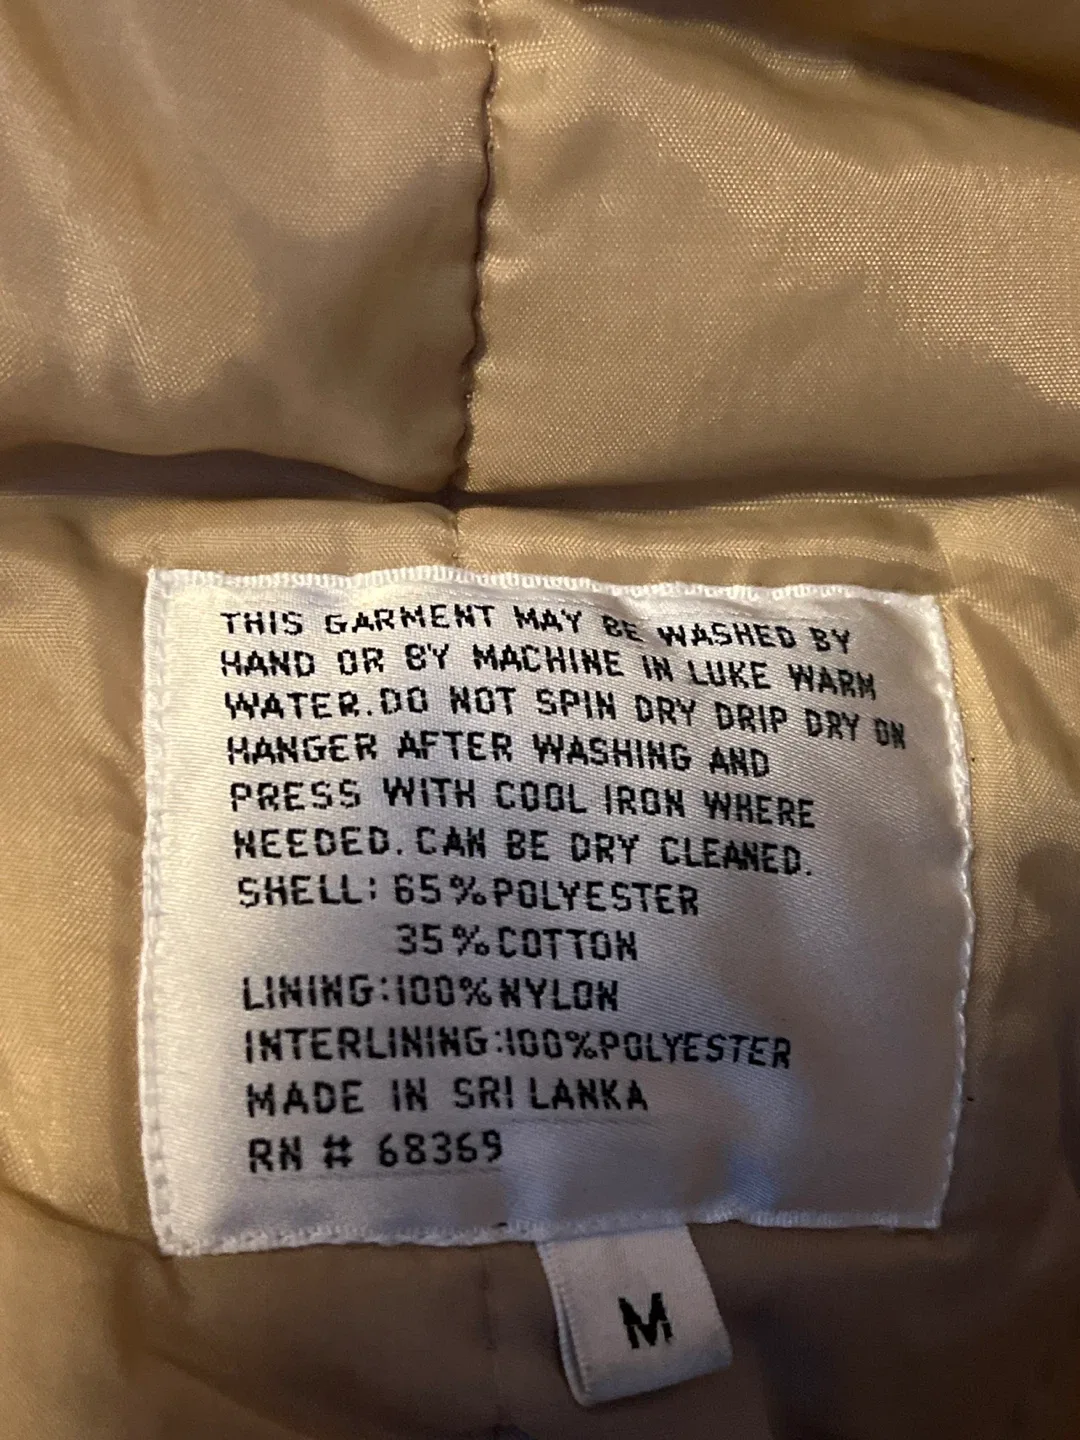 THIS GARMENT MAY BE WASHED BY
HAND OR BY MACHINE IN LUKE WARM
WATER.DO NOT SPIN DRY DRIP DRY ON
HANGER AFTER WASHING AND
PRESS WITH COOL IRON WHERE
NEEDED. CAN BE DRY CLEANED.
SHELL: 65%POLYESTER
35%COTTON
LINING:100%NYLON
INTERLINING:100%POLYESTER
MADE IN SRI LANKA
RN # 68369
M